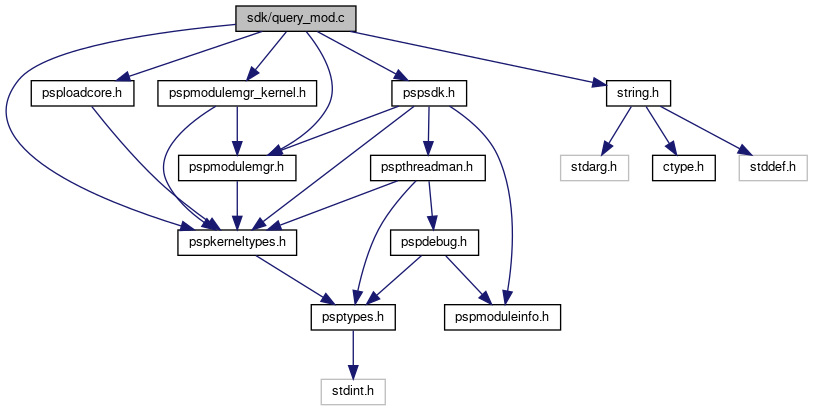 sdk/query_mod.c
psploadcore.h
pspmodulemgr_kernel.h
pspsdk.h
string.h
pspmodulemgr.h
pspthreadman.h
stdarg.h
ctype.h
stddef.h
pspkerneltypes.h
pspdebug.h
psptypes.h
pspmoduleinfo.h
stdint.h